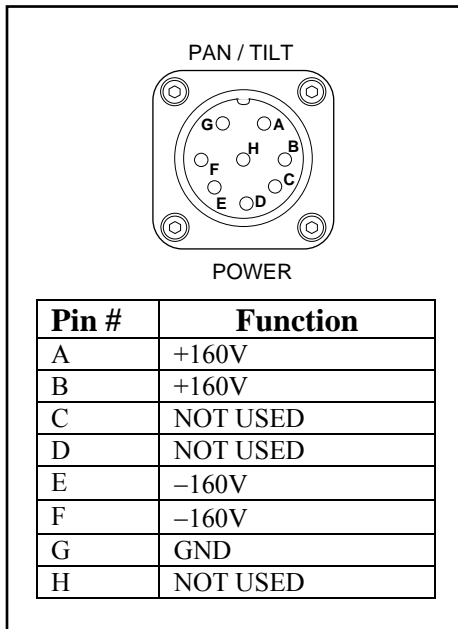 PAN / TILT
G A
H B
F
C
E D
POWER
Pin # Function
A +160V
B +160V
C NOT USED
D NOT USED
E −160V
F −160V
G GND
H NOT USED